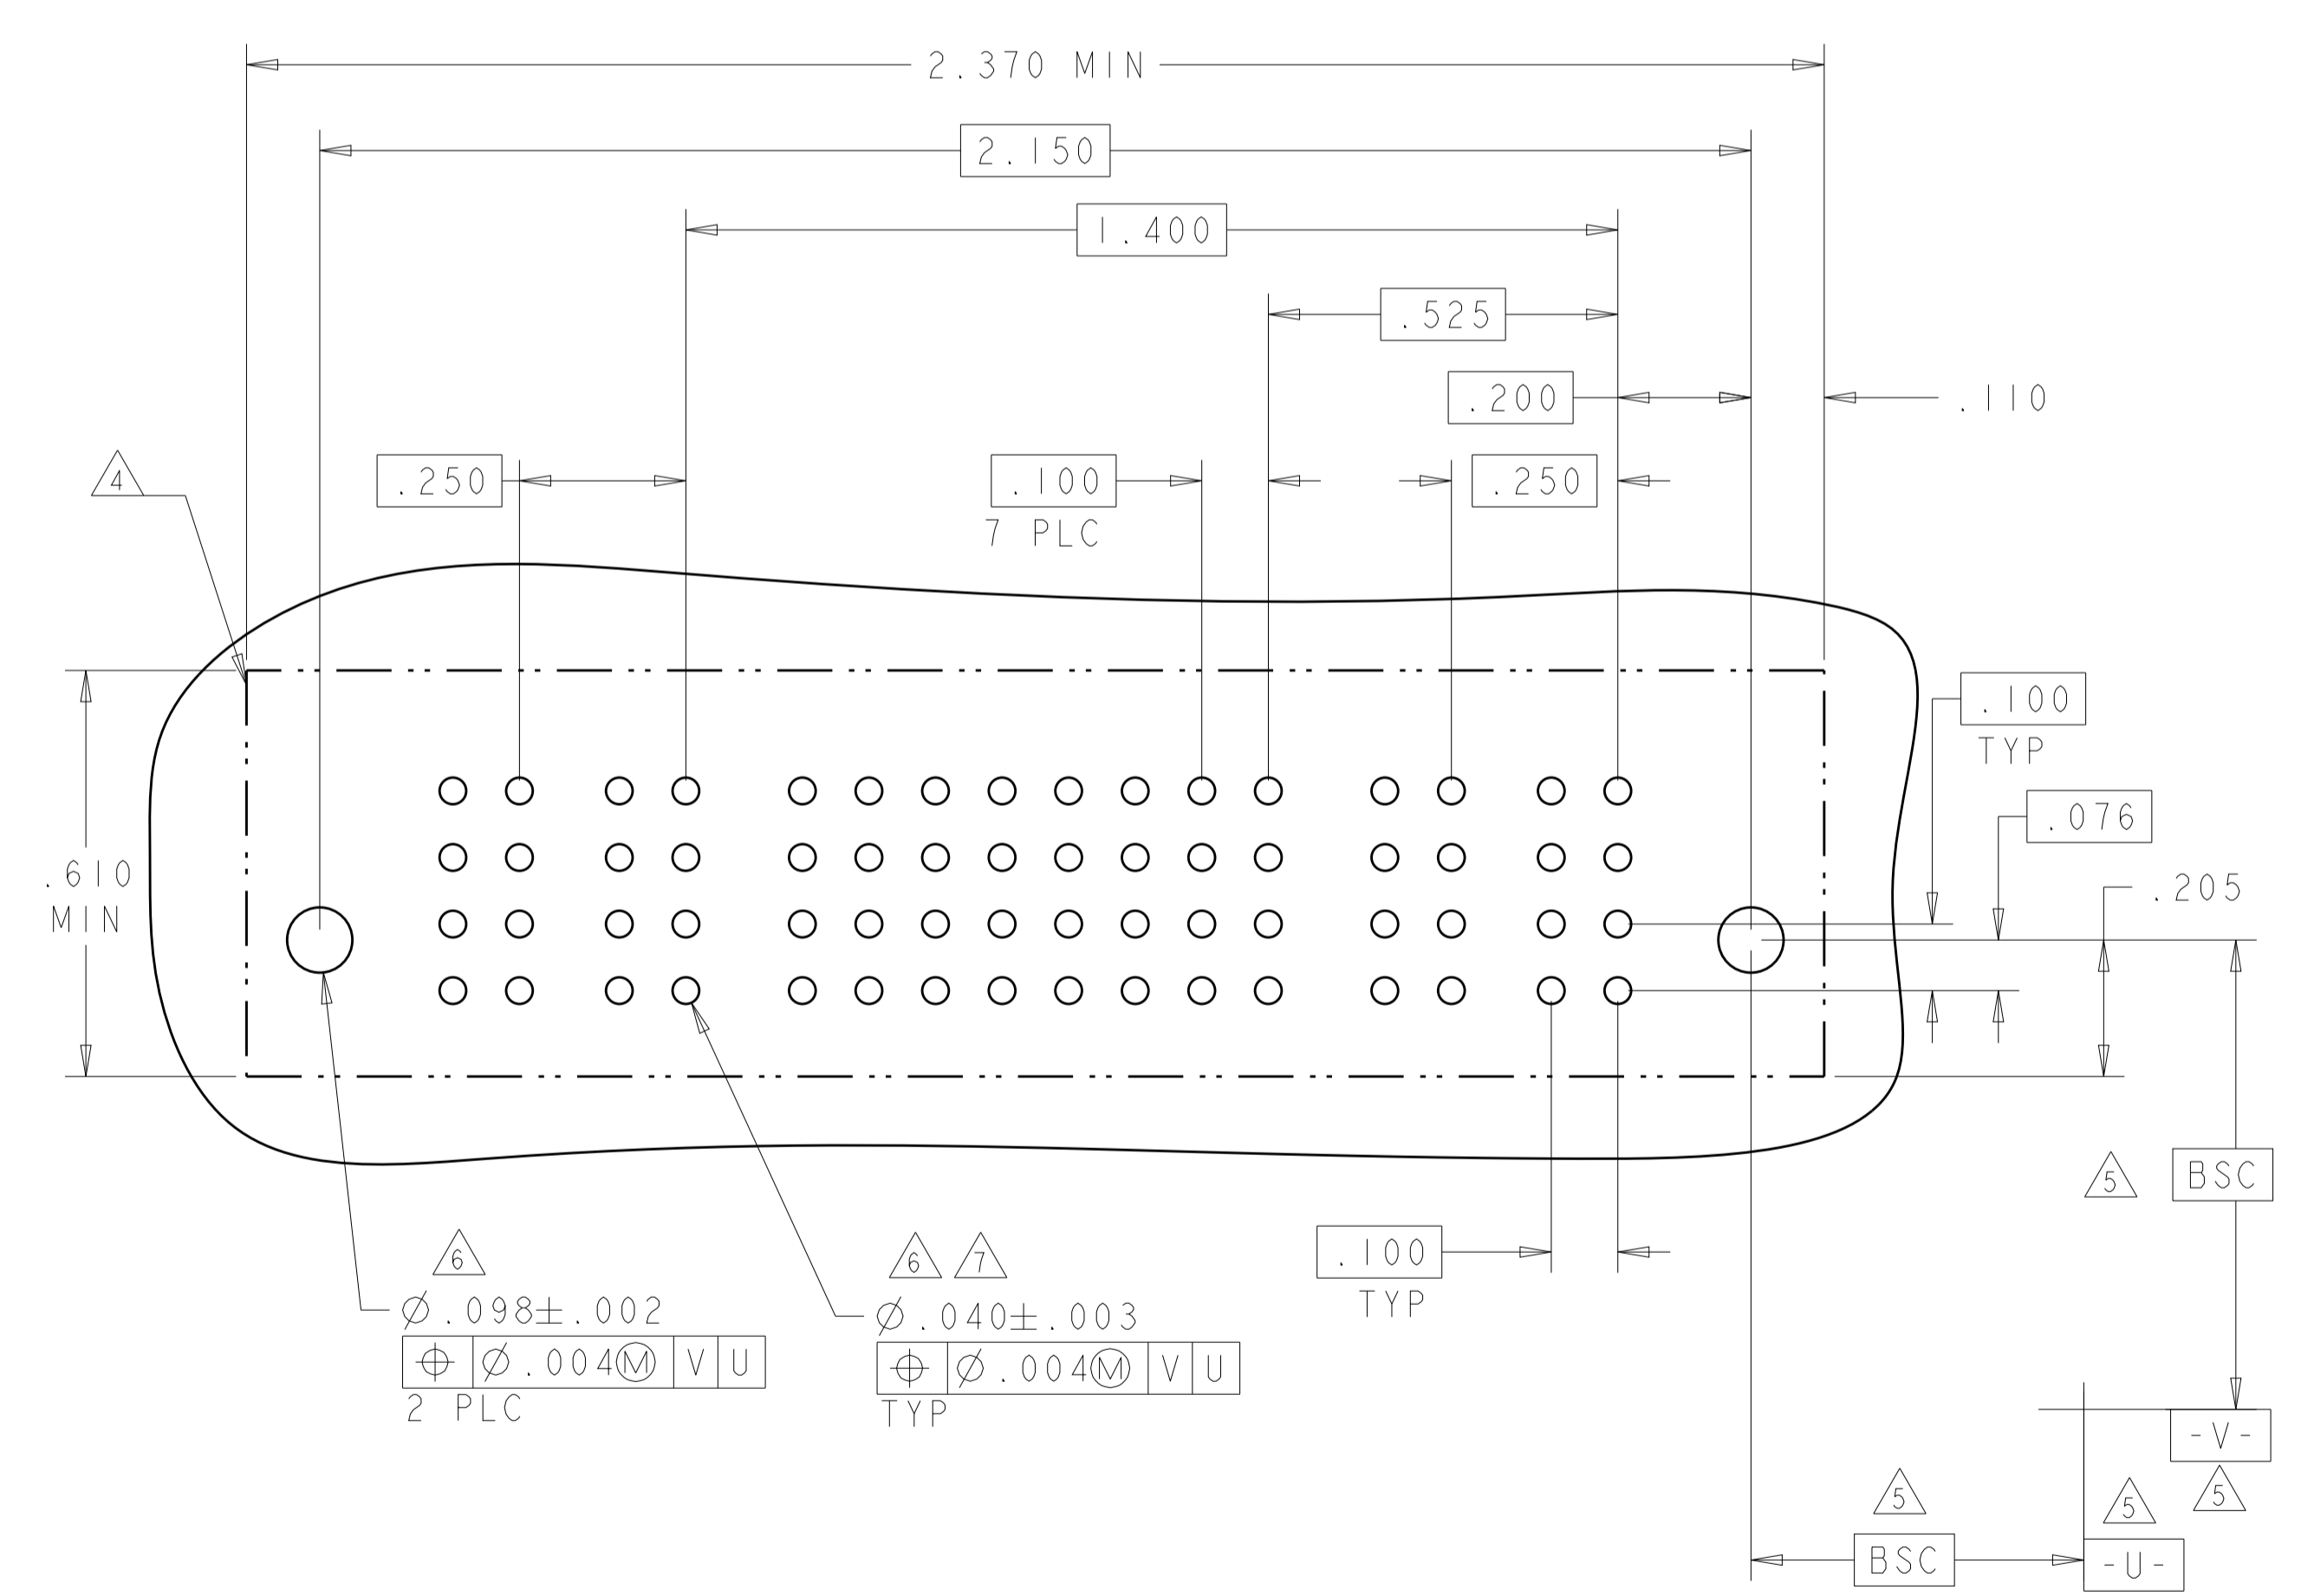 2.370 MIN
2.150
1.400
.525
.200
.110
4
.250
.100
7 PLC
.250
.100
TYP
.076
.205
.610
MIN
5
BSC
6
⌀.098±.002
⌖ ⌀.004Ⓜ V U
2 PLC
6 7
⌀.040±.003
⌖ ⌀.004Ⓜ V U
TYP
.100
TYP
-V-
5
5
5
BSC
-U-